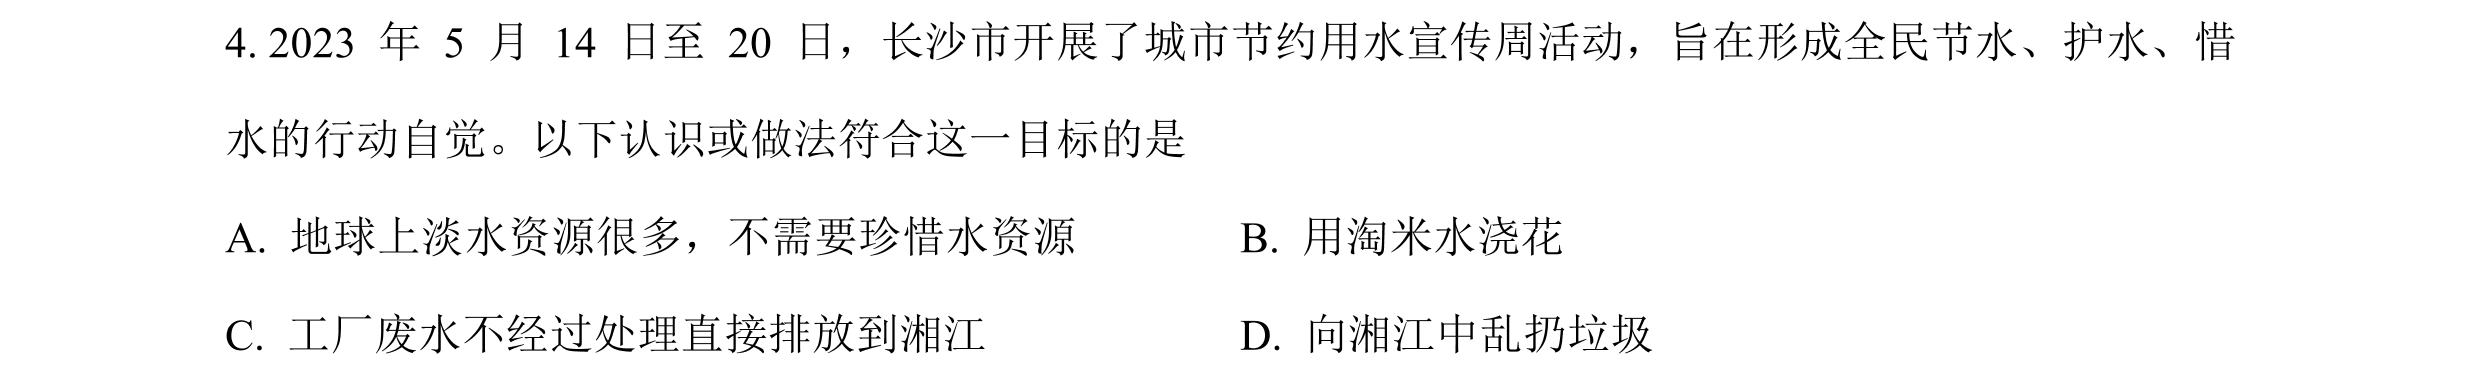 4. 2023 年 5 月 14 日至 20 日，长沙市开展了城市节约用水宣传周活动，旨在形成全民节水、护水、惜
水的行动自觉。以下认识或做法符合这一目标的是
A. 地球上淡水资源很多，不需要珍惜水资源 B. 用淘米水浇花
C. 工厂废水不经过处理直接排放到湘江 D. 向湘江中乱扔垃圾